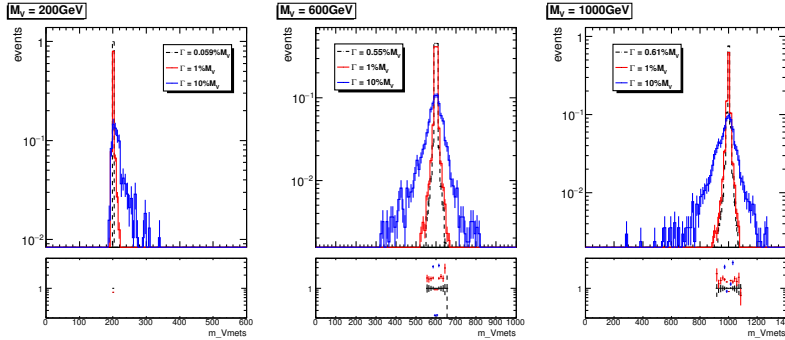 M_V = 200GeV
events
Γ = 0.059%M_V
Γ = 1%M_V
Γ = 10%M_V
1
10⁻¹
10⁻²
1
0 100 200 300 400 500 600
m_Vmets
M_V = 600GeV
events
Γ = 0.55%M_V
Γ = 1%M_V
Γ = 10%M_V
1
10⁻¹
10⁻²
1
0 100 200 300 400 500 600 700 800 900 1000
m_Vmets
M_V = 1000GeV
events
Γ = 0.61%M_V
Γ = 1%M_V
Γ = 10%M_V
1
10⁻¹
10⁻²
1
0 200 400 600 800 1000 1200 1400
m_Vmets